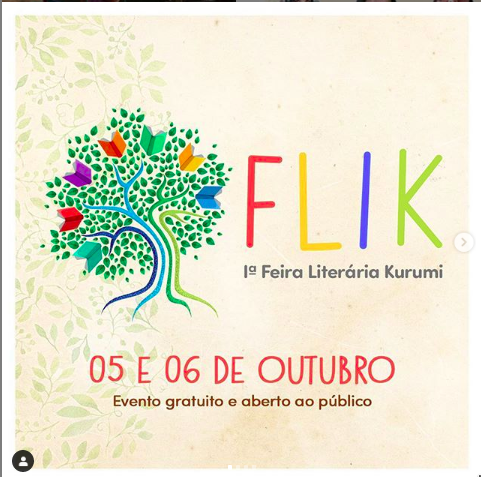 FLIK
1ª Feira Literária Kurumi
05 E 06 DE OUTUBRO
Evento gratuito e aberto ao público